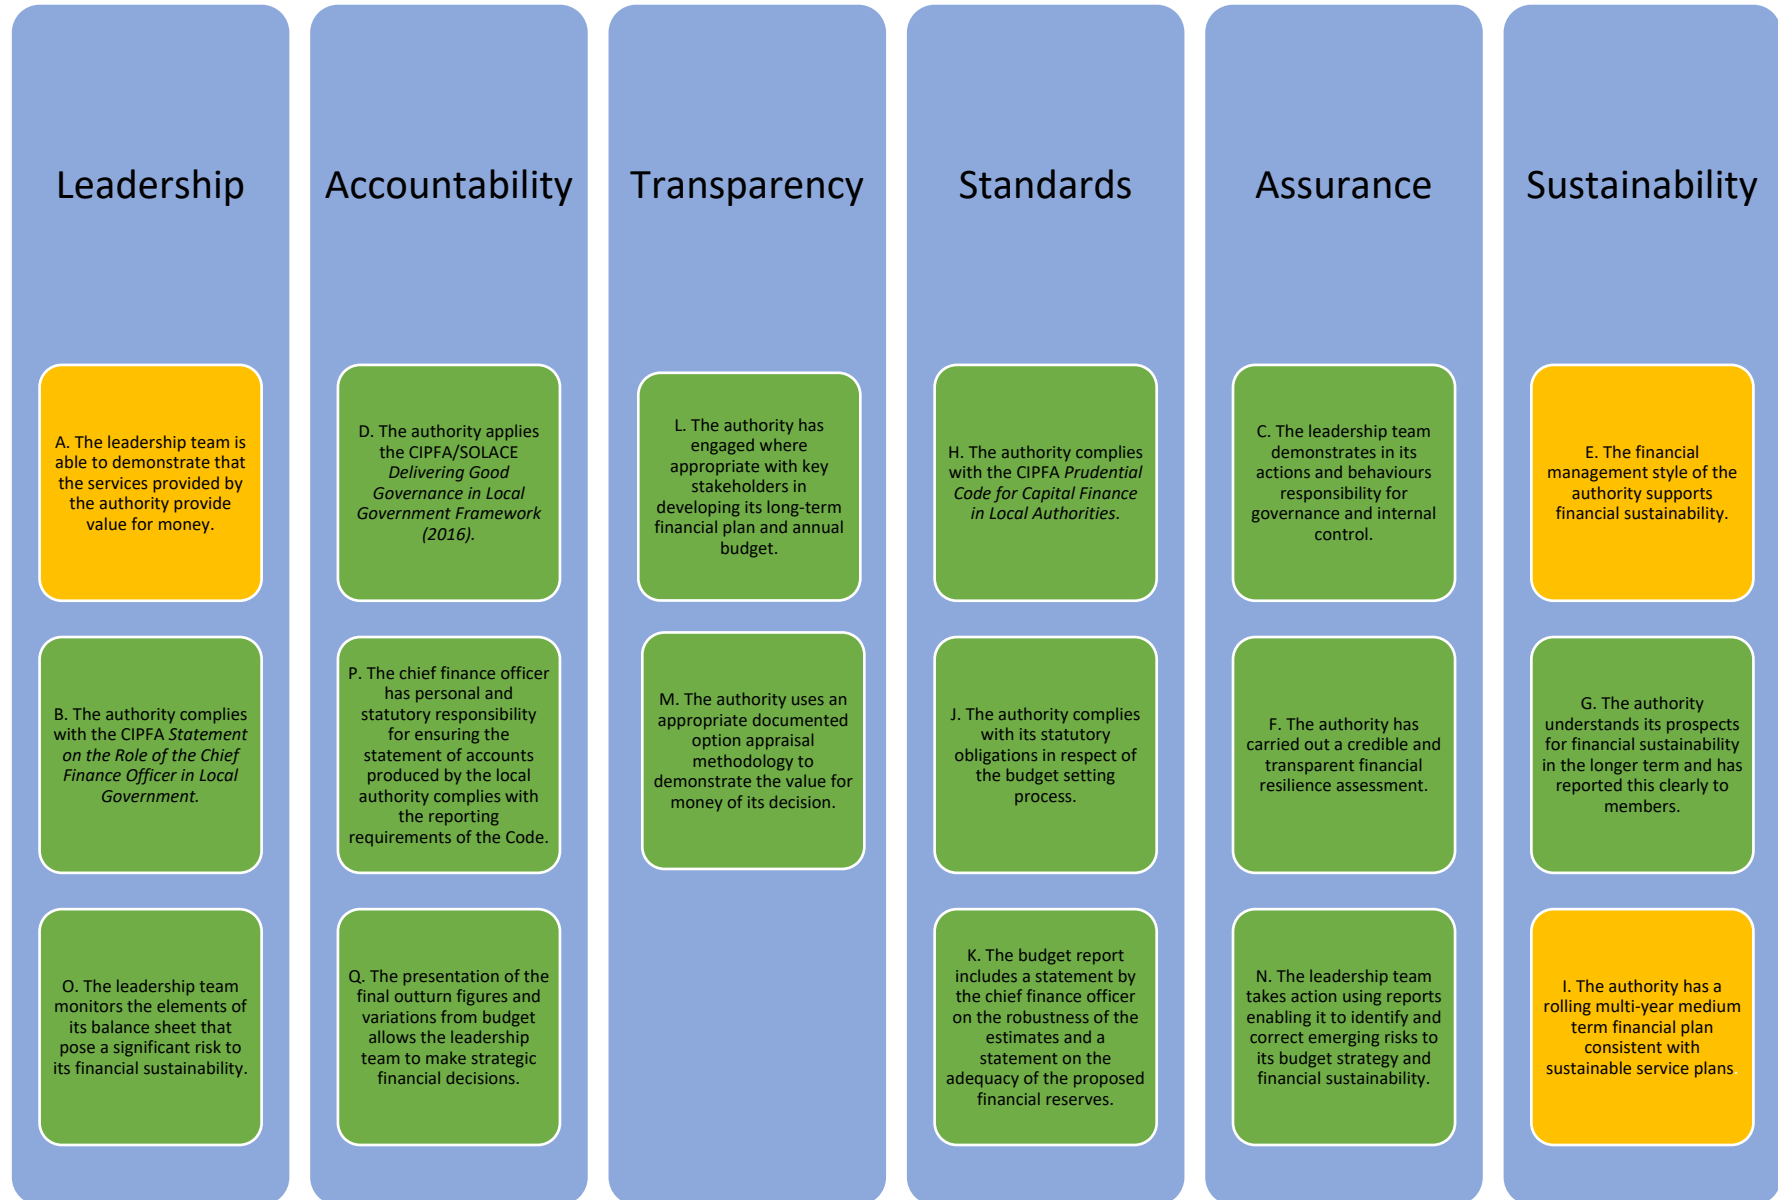 Leadership
A. The leadership team is
able to demonstrate that
the services provided by
the authority provide
value for money.
B. The authority complies
with the CIPFA Statement
on the Role of the Chief
Finance Officer in Local
Government.
O. The leadership team
monitors the elements of
its balance sheet that
pose a significant risk to
its financial sustainability.
Accountability
D. The authority applies
the CIPFA/SOLACE
Delivering Good
Governance in Local
Government Framework
(2016).
P. The chief finance officer
has personal and
statutory responsibility
for ensuring the
statement of accounts
produced by the local
authority complies with
the reporting
requirements of the Code.
Q. The presentation of the
final outturn figures and
variations from budget
allows the leadership
team to make strategic
financial decisions.
Transparency
L. The authority has
engaged where
appropriate with key
stakeholders in
developing its long-term
financial plan and annual
budget.
M. The authority uses an
appropriate documented
option appraisal
methodology to
demonstrate the value for
money of its decision.
Standards
H. The authority complies
with the CIPFA Prudential
Code for Capital Finance
in Local Authorities.
J. The authority complies
with its statutory
obligations in respect of
the budget setting
process.
K. The budget report
includes a statement by
the chief finance officer
on the robustness of the
estimates and a
statement on the
adequacy of the proposed
financial reserves.
Assurance
C. The leadership team
demonstrates in its
actions and behaviours
responsibility for
governance and internal
control.
F. The authority has
carried out a credible and
transparent financial
resilience assessment.
N. The leadership team
takes action using reports
enabling it to identify and
correct emerging risks to
its budget strategy and
financial sustainability.
Sustainability
E. The financial
management style of the
authority supports
financial sustainability.
G. The authority
understands its prospects
for financial sustainability
in the longer term and has
reported this clearly to
members.
I. The authority has a
rolling multi-year medium
term financial plan
consistent with
sustainable service plans.